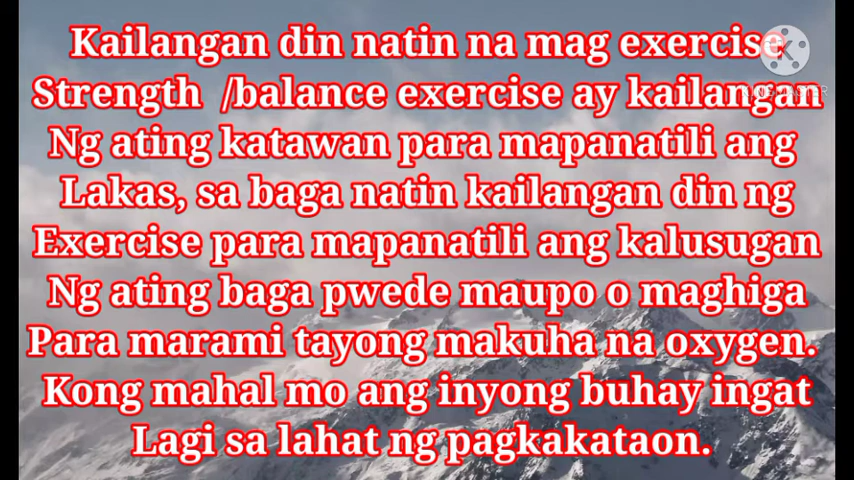 Kailangan din natin na mag exercise
Strength /balance exercise ay kailangan
Ng ating katawan para mapanatili ang
Lakas, sa baga natin kailangan din ng
Exercise para mapanatili ang kalusugan
Ng ating baga pwede maupo o maghiga
Para marami tayong makuha na oxygen.
Kong mahal mo ang inyong buhay ingat
Lagi sa lahat ng pagkakataon.
K
KINEMASTER